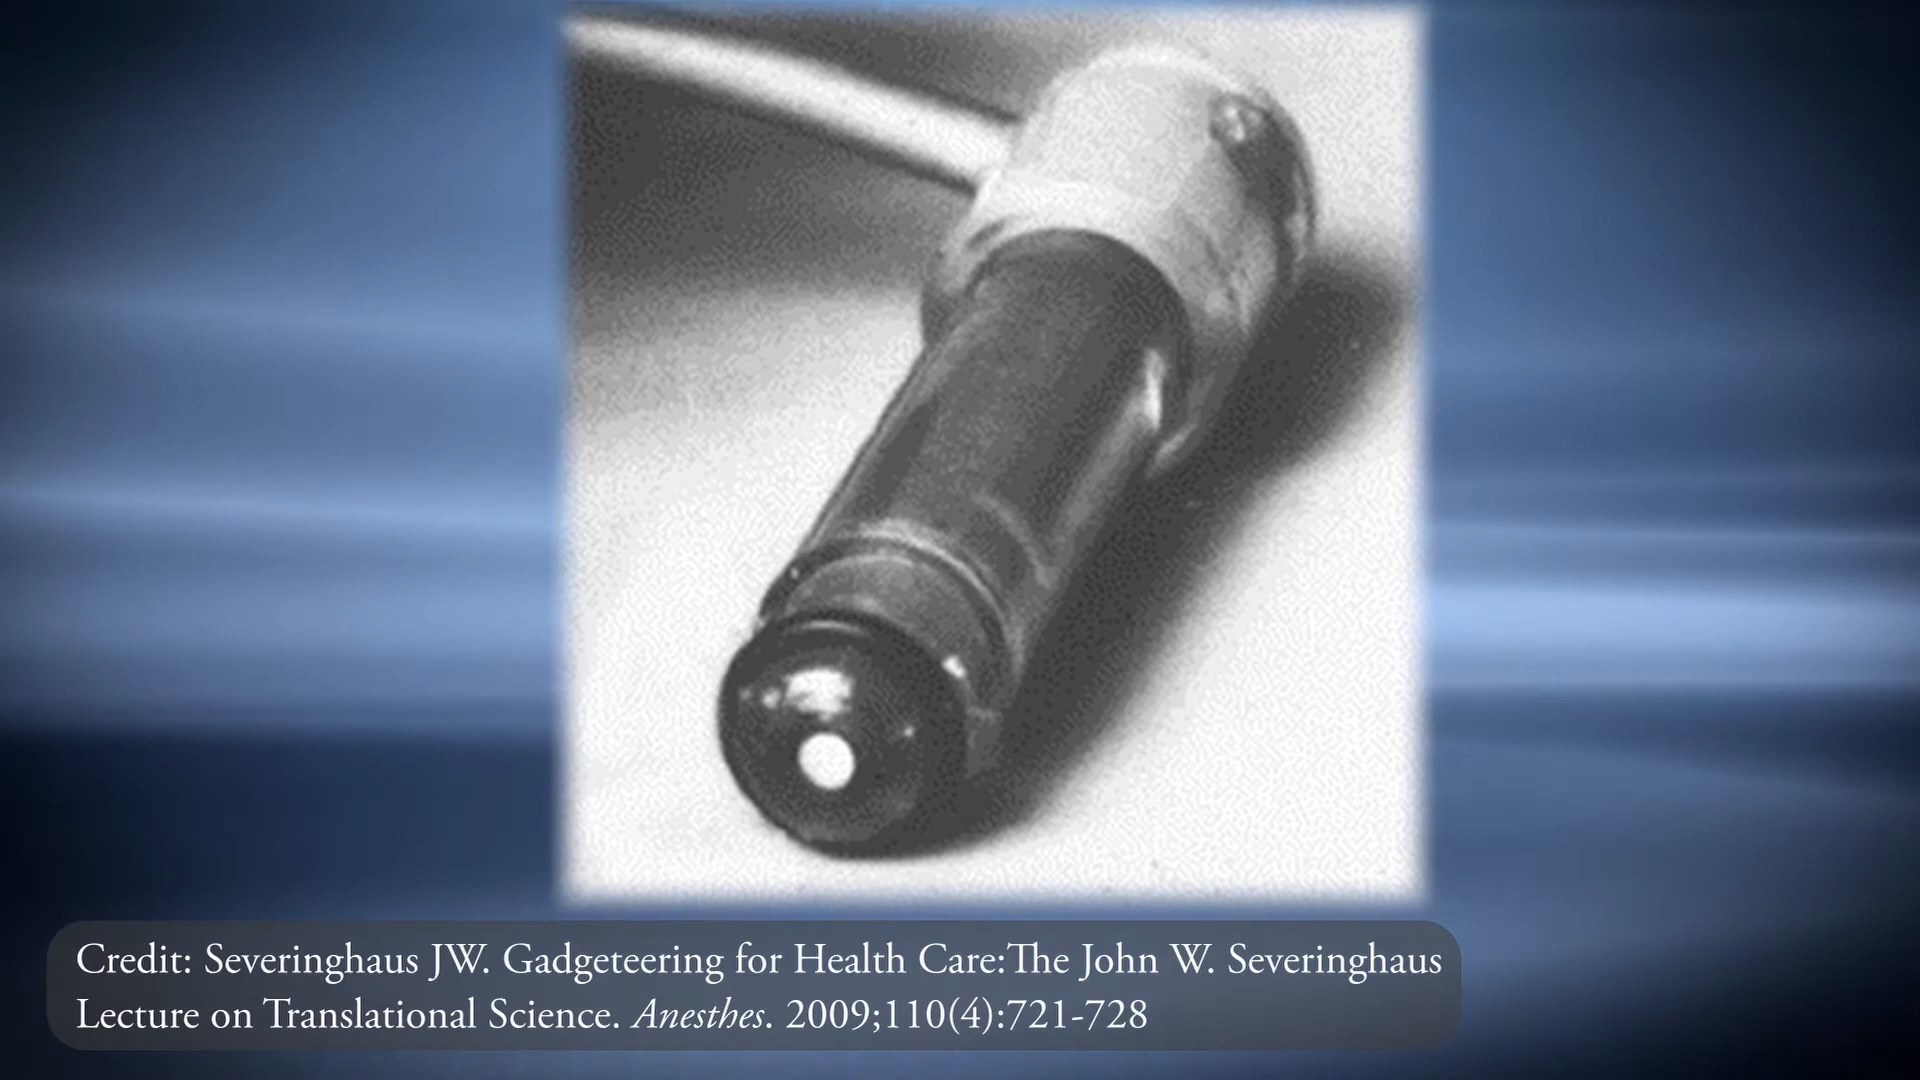 Credit: Severinghaus JW. Gadgeteering for Health Care:The John W. Severinghaus
Lecture on Translational Science. Anesthes. 2009;110(4):721-728